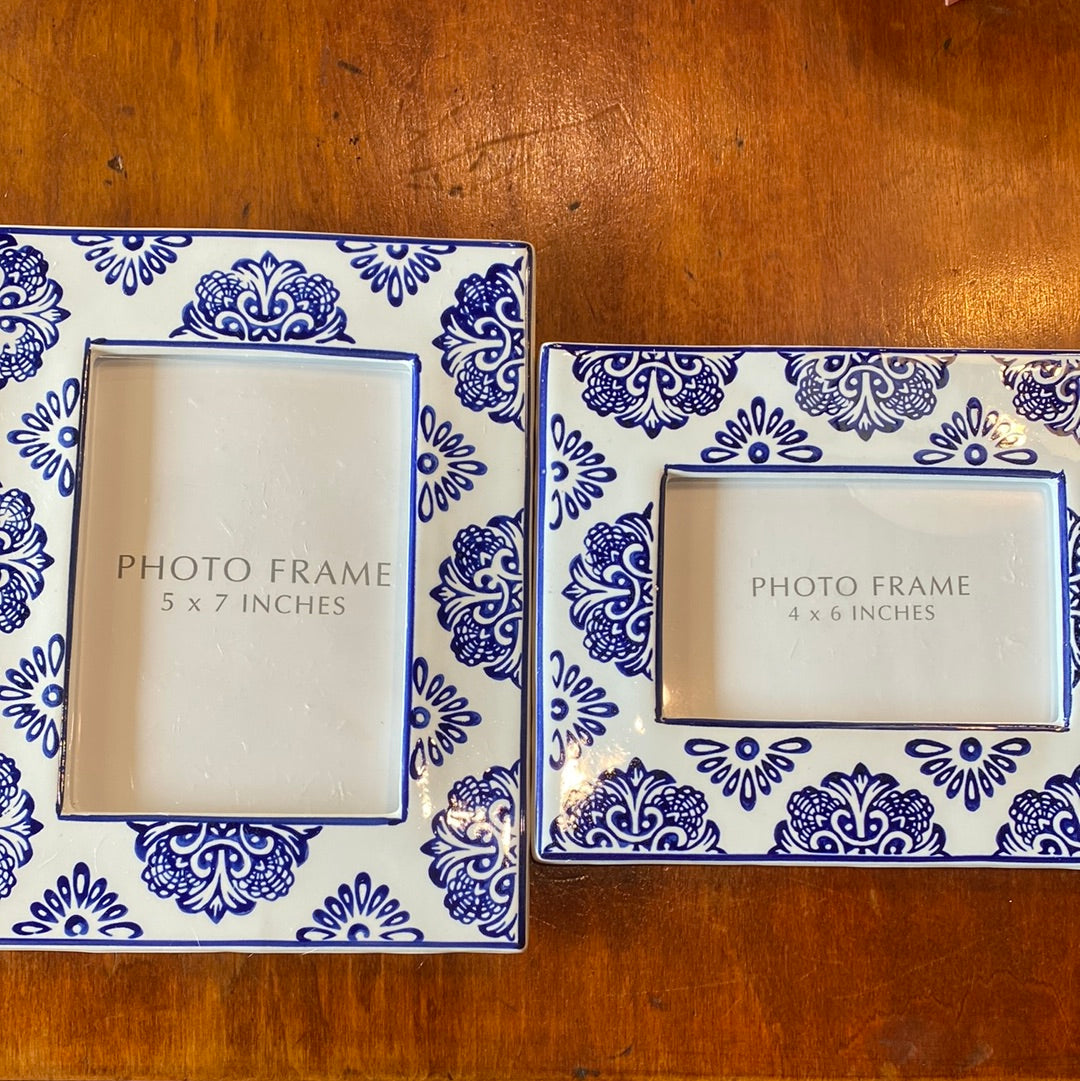 PHOTO FRAME
5 x 7 INCHES
PHOTO FRAME
4 x 6 INCHES